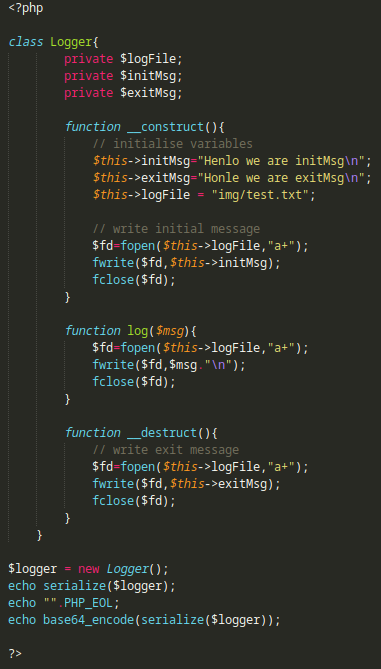 <?php

class Logger{
        private $logFile;
        private $initMsg;
        private $exitMsg;

        function __construct(){
            // initialise variables
            $this->initMsg="Henlo we are initMsg\n";
            $this->exitMsg="Honle we are exitMsg\n";
            $this->logFile = "img/test.txt";

            // write initial message
            $fd=fopen($this->logFile,"a+");
            fwrite($fd,$this->initMsg);
            fclose($fd);
        }

        function log($msg){
            $fd=fopen($this->logFile,"a+");
            fwrite($fd,$msg."\n");
            fclose($fd);
        }

        function __destruct(){
            // write exit message
            $fd=fopen($this->logFile,"a+");
            fwrite($fd,$this->exitMsg);
            fclose($fd);
        }
    }

$logger = new Logger();
echo serialize($logger);
echo "".PHP_EOL;
echo base64_encode(serialize($logger));

?>